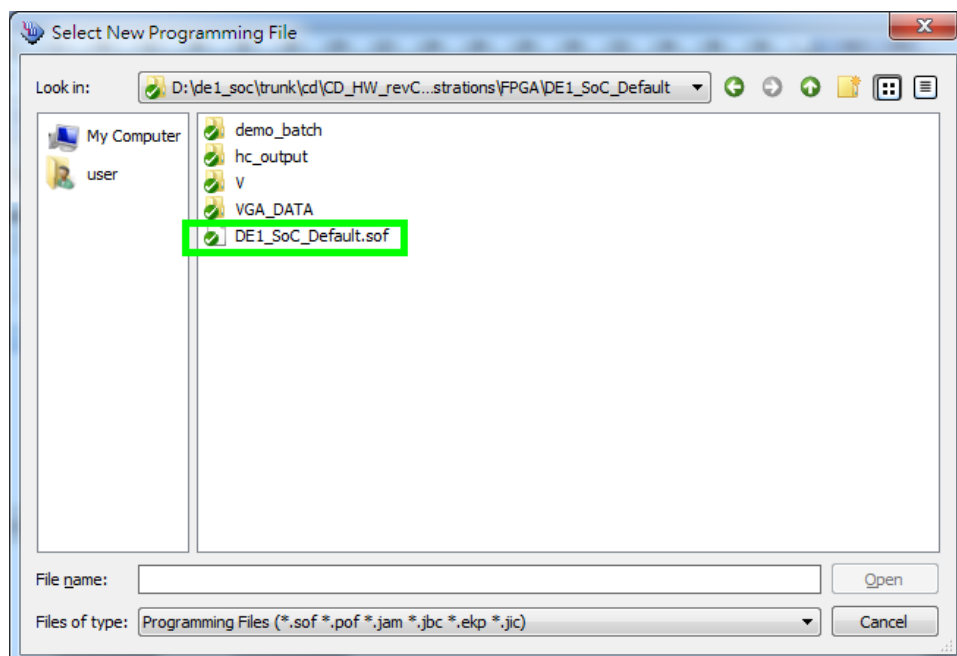 Select New Programming File
Look in: D:\de1_soc\trunk\cd\CD_HW_revC...strations\FPGA\DE1_SoC_Default
My Computer
user
demo_batch
hc_output
V
VGA_DATA
DE1_SoC_Default.sof
File name: Open
Files of type: Programming Files (*.sof *.pof *.jam *.jbc *.ekp *.jic) Cancel